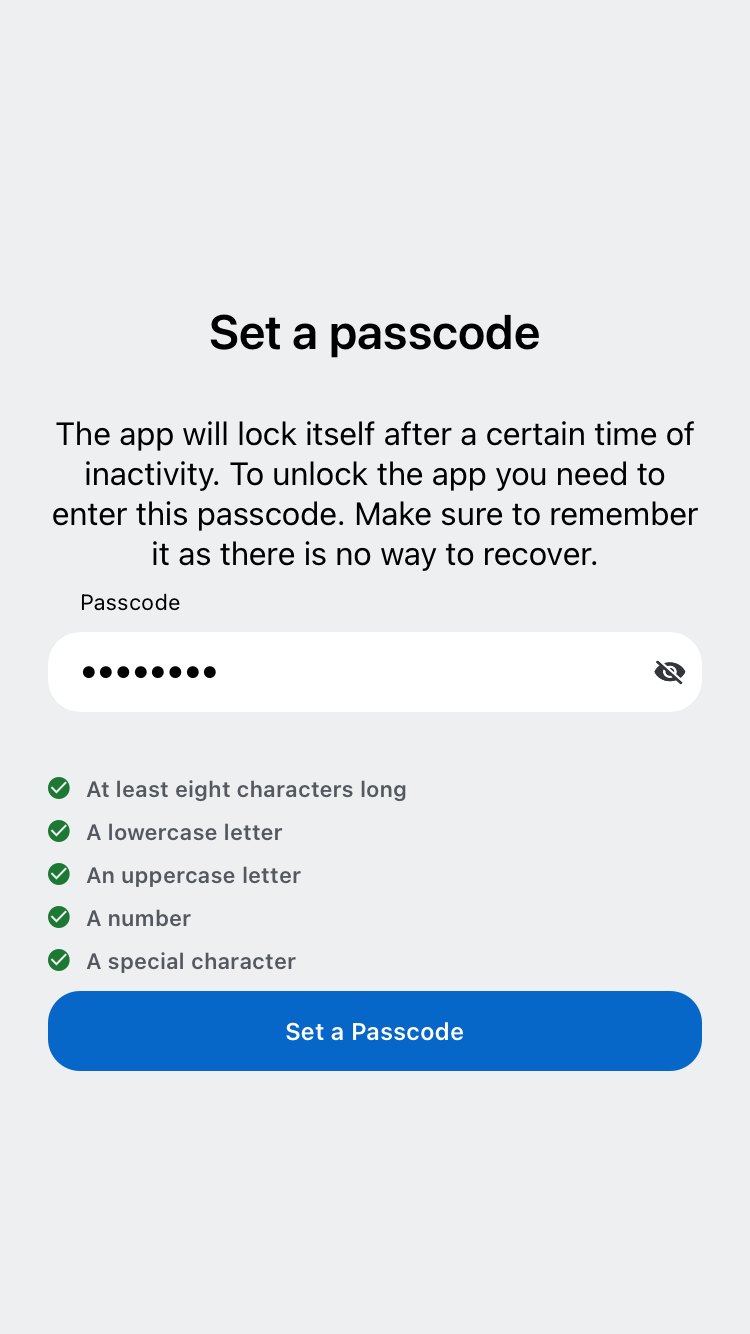 Set a passcode
The app will lock itself after a certain time of
inactivity. To unlock the app you need to
enter this passcode. Make sure to remember
it as there is no way to recover.
Passcode
••••••••
At least eight characters long
A lowercase letter
An uppercase letter
A number
A special character
Set a Passcode